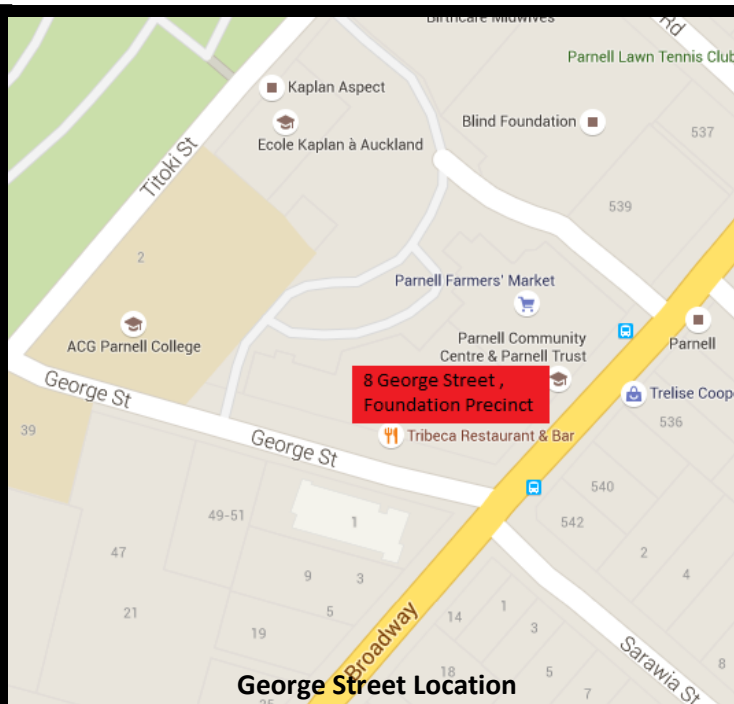 Birthcare Midwives
Rd
Parnell Lawn Tennis Club
Kaplan Aspect
Ecole Kaplan à Auckland
Blind Foundation
537
Titoki St
539
2
Parnell Farmers' Market
ACG Parnell College
Parnell Community
Centre & Parnell Trust
Parnell
8 George Street ,
Foundation Precinct
George St
Trelise Coope
39
George St
Tribeca Restaurant & Bar
536
540
49-51
1
542
47
2
4
9
3
21
5
14
1
19
3
Broadway
Sarawia St
18
5
8
7
George Street Location